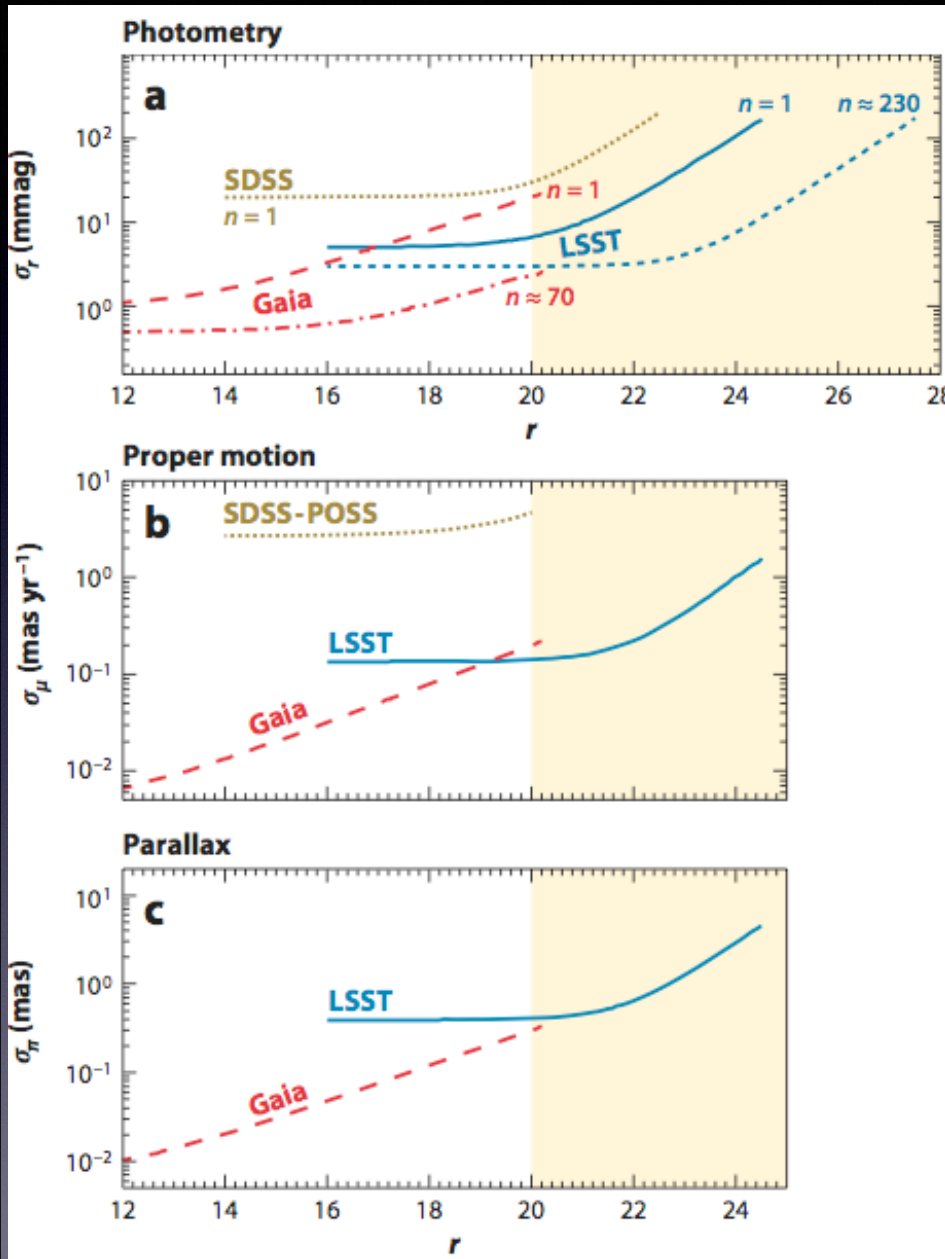 Photometry
a
n = 1
n ≈ 230
SDSS
n = 1
n = 1
LSST
Gaia
n ≈ 70
10²
10¹
10⁰
σᵣ (mmag)
12 14 16 18 20 22 24 26 28
r
Proper motion
b
SDSS-POSS
LSST
Gaia
10¹
10⁰
10⁻¹
10⁻²
σμ (mas yr⁻¹)
Parallax
c
LSST
Gaia
10¹
10⁰
10⁻¹
10⁻²
σπ (mas)
12 14 16 18 20 22 24
r